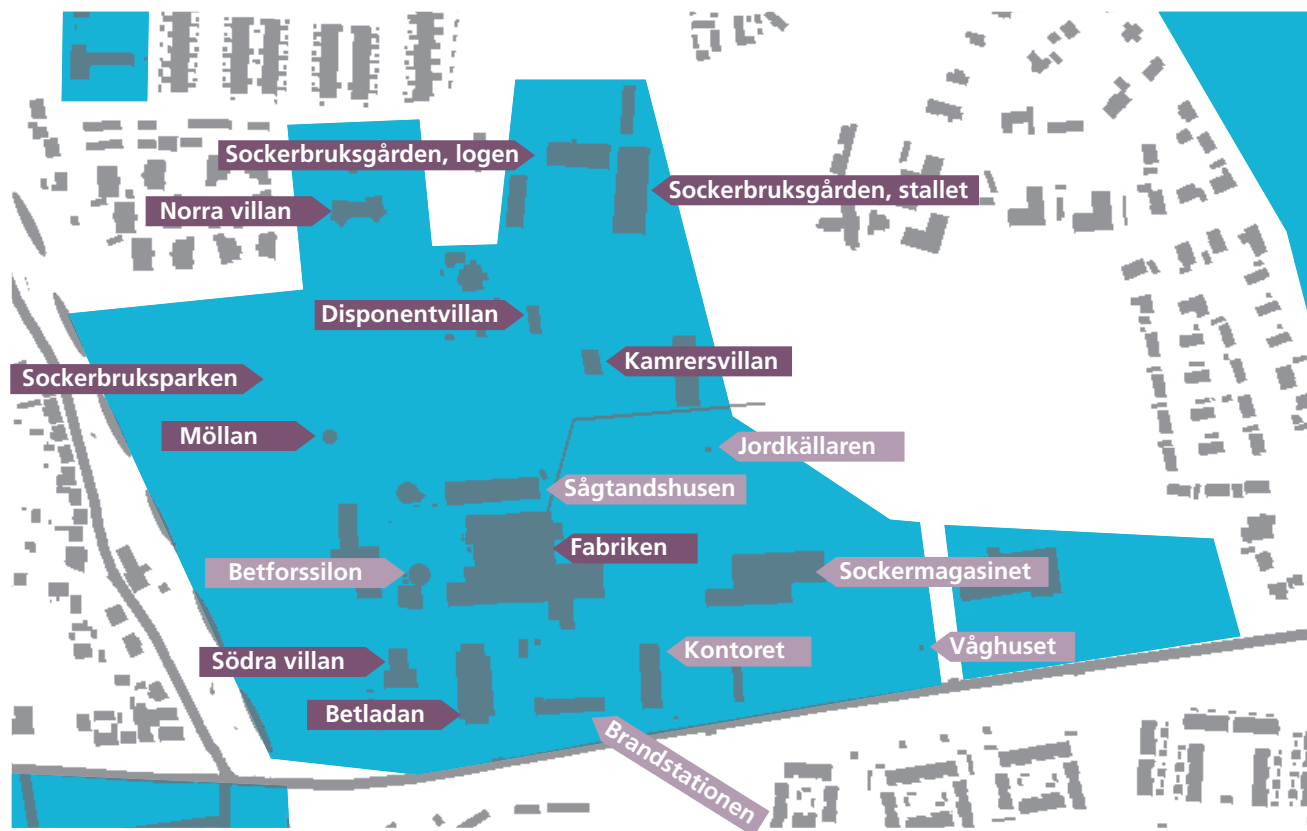 Sockerbruksgården, logen
Sockerbruksgården, stallet
Norra villan
Disponentvillan
Kamrersvillan
Sockerbruksparken
Möllan
Jordkällaren
Sågtandshusen
Fabriken
Betforssilon
Sockermagasinet
Våghuset
Kontoret
Södra villan
Betladan
Brandstationen